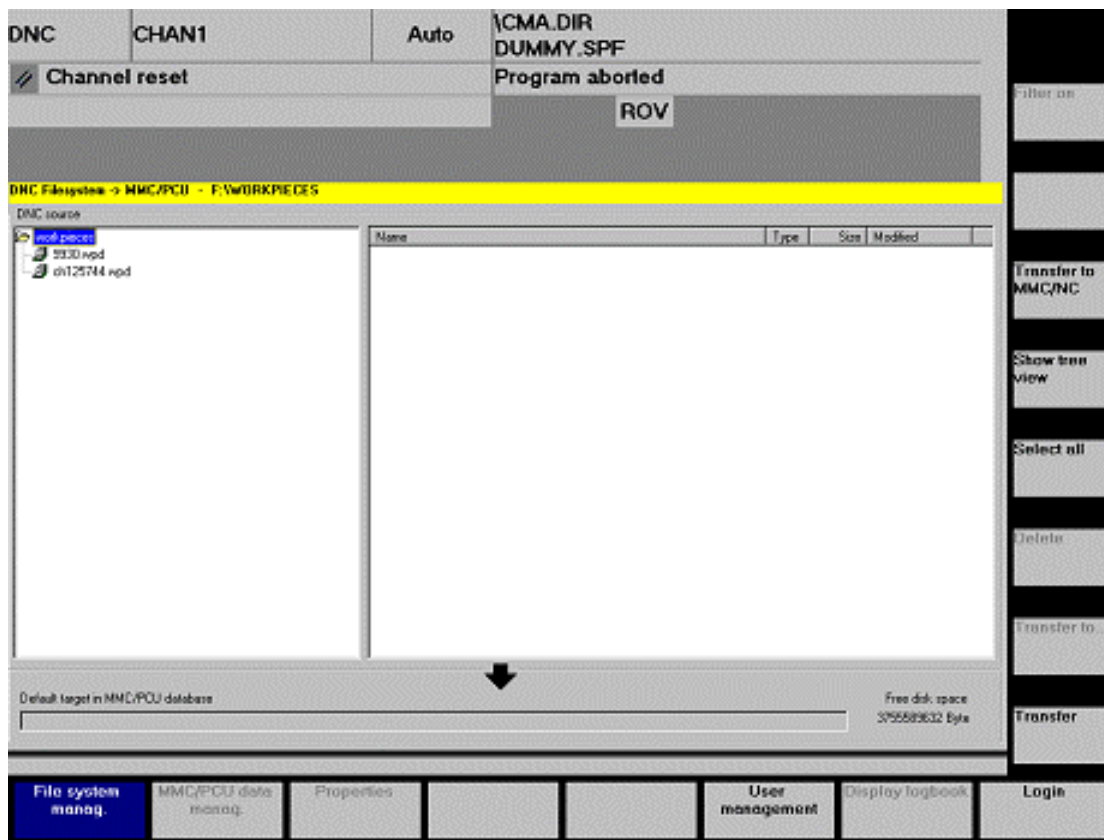 DNC CHAN1 Auto \CMA.DIR
DUMMY.SPF
Channel reset Program aborted
ROV
DNC Filesystem -> MMC/PCU - F:\WORKPIECES
DNC source
workpieces
9930.wpd
ch125744.wpd
Name Type Size Modified
Default target in MMC/PCU database
Free disk space
3755589632 Byte
Filter on
Transfer to
MMC/NC
Show tree
view
Select all
Delete
Transfer to..
Transfer
File system
manag.
MMC/PCU data
manag.
Properties
User
management
Display logbook
Login